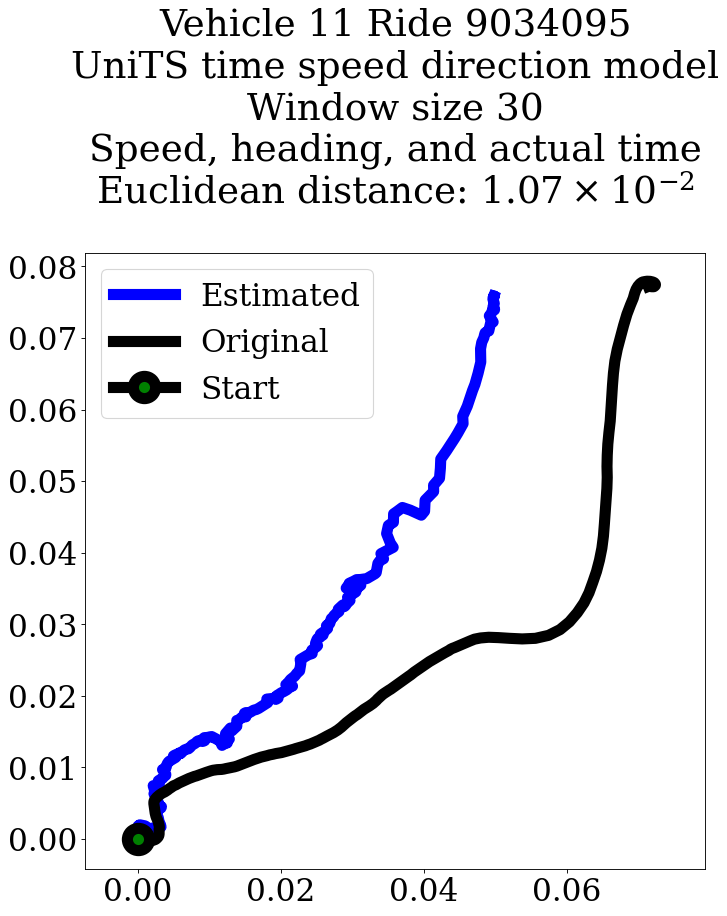 Vehicle 11 Ride 9034095
UniTS time speed direction model
Window size 30
Speed, heading, and actual time
Euclidean distance: 1.07 × 10⁻²
Estimated
Original
Start
0.08
0.07
0.06
0.05
0.04
0.03
0.02
0.01
0.00
0.00 0.02 0.04 0.06